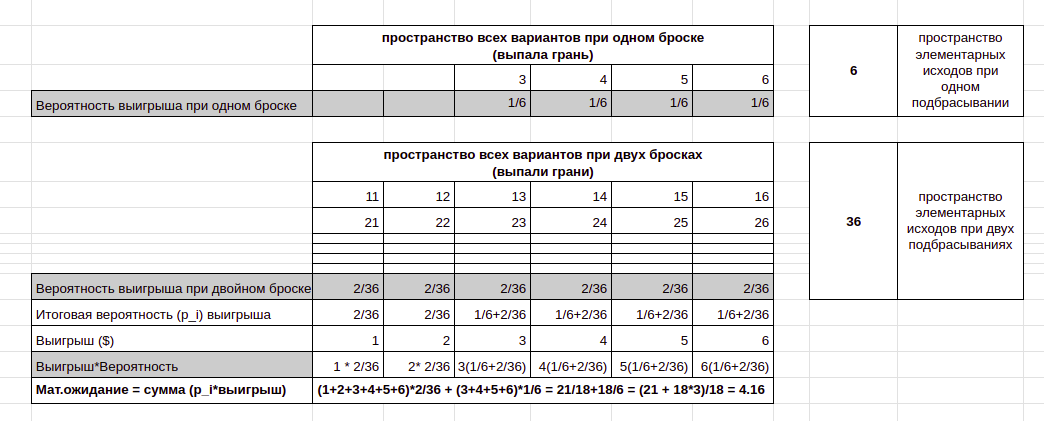 пространство всех вариантов при одном броске
(выпала грань)
3 4 5 6
Вероятность выигрыша при одном броске 1/6 1/6 1/6 1/6
6
пространство
элементарных
исходов при
одном
подбрасывании
пространство всех вариантов при двух бросках
(выпали грани)
11 12 13 14 15 16
21 22 23 24 25 26
36
пространство
элементарных
исходов при двух
подбрасываниях
Вероятность выигрыша при двойном броске 2/36 2/36 2/36 2/36 2/36 2/36
Итоговая вероятность (p_i) выигрыша 2/36 2/36 1/6+2/36 1/6+2/36 1/6+2/36 1/6+2/36
Выигрыш ($) 1 2 3 4 5 6
Выигрыш*Вероятность 1 * 2/36 2* 2/36 3(1/6+2/36) 4(1/6+2/36) 5(1/6+2/36) 6(1/6+2/36)
Мат.ожидание = сумма (p_i*выигрыш) (1+2+3+4+5+6)*2/36 + (3+4+5+6)*1/6 = 21/18+18/6 = (21 + 18*3)/18 = 4.16